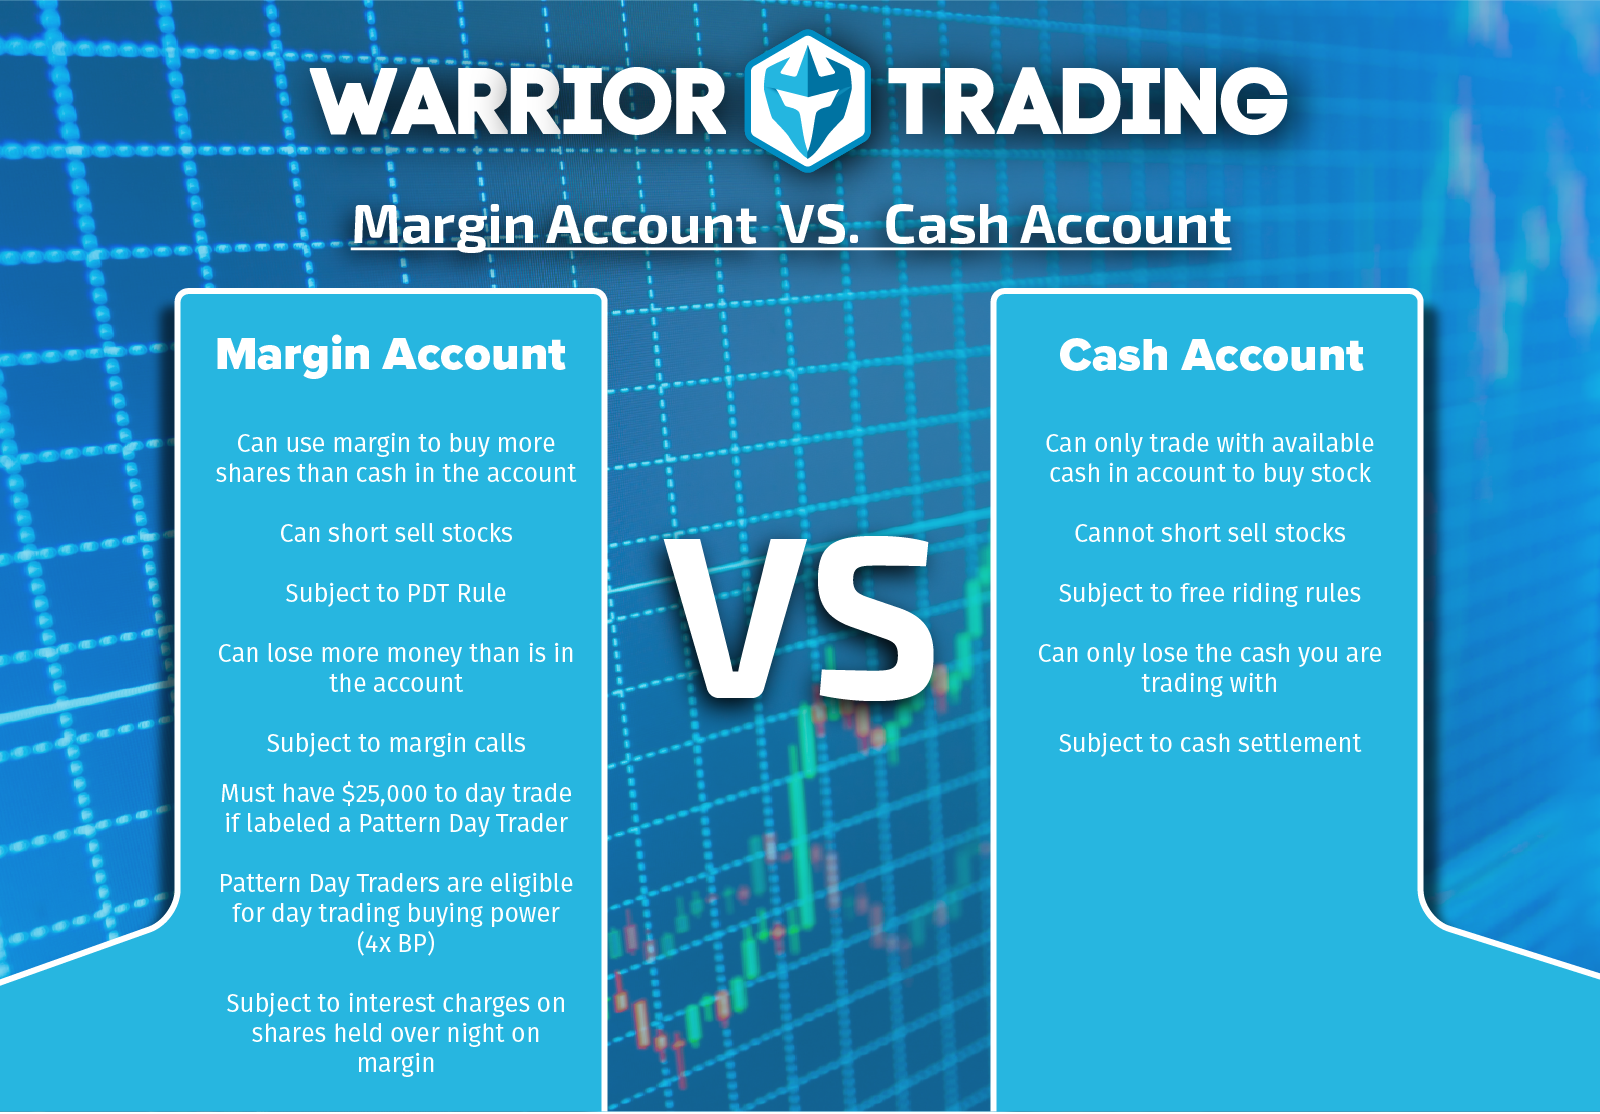 WARRIOR TRADING
Margin Account VS. Cash Account
Margin Account
Can use margin to buy more
shares than cash in the account
Can short sell stocks
Subject to PDT Rule
Can lose more money than is in
the account
Subject to margin calls
Must have $25,000 to day trade
if labeled a Pattern Day Trader
Pattern Day Traders are eligible
for day trading buying power
(4x BP)
Subject to interest charges on
shares held over night on
margin
VS
Cash Account
Can only trade with available
cash in account to buy stock
Cannot short sell stocks
Subject to free riding rules
Can only lose the cash you are
trading with
Subject to cash settlement